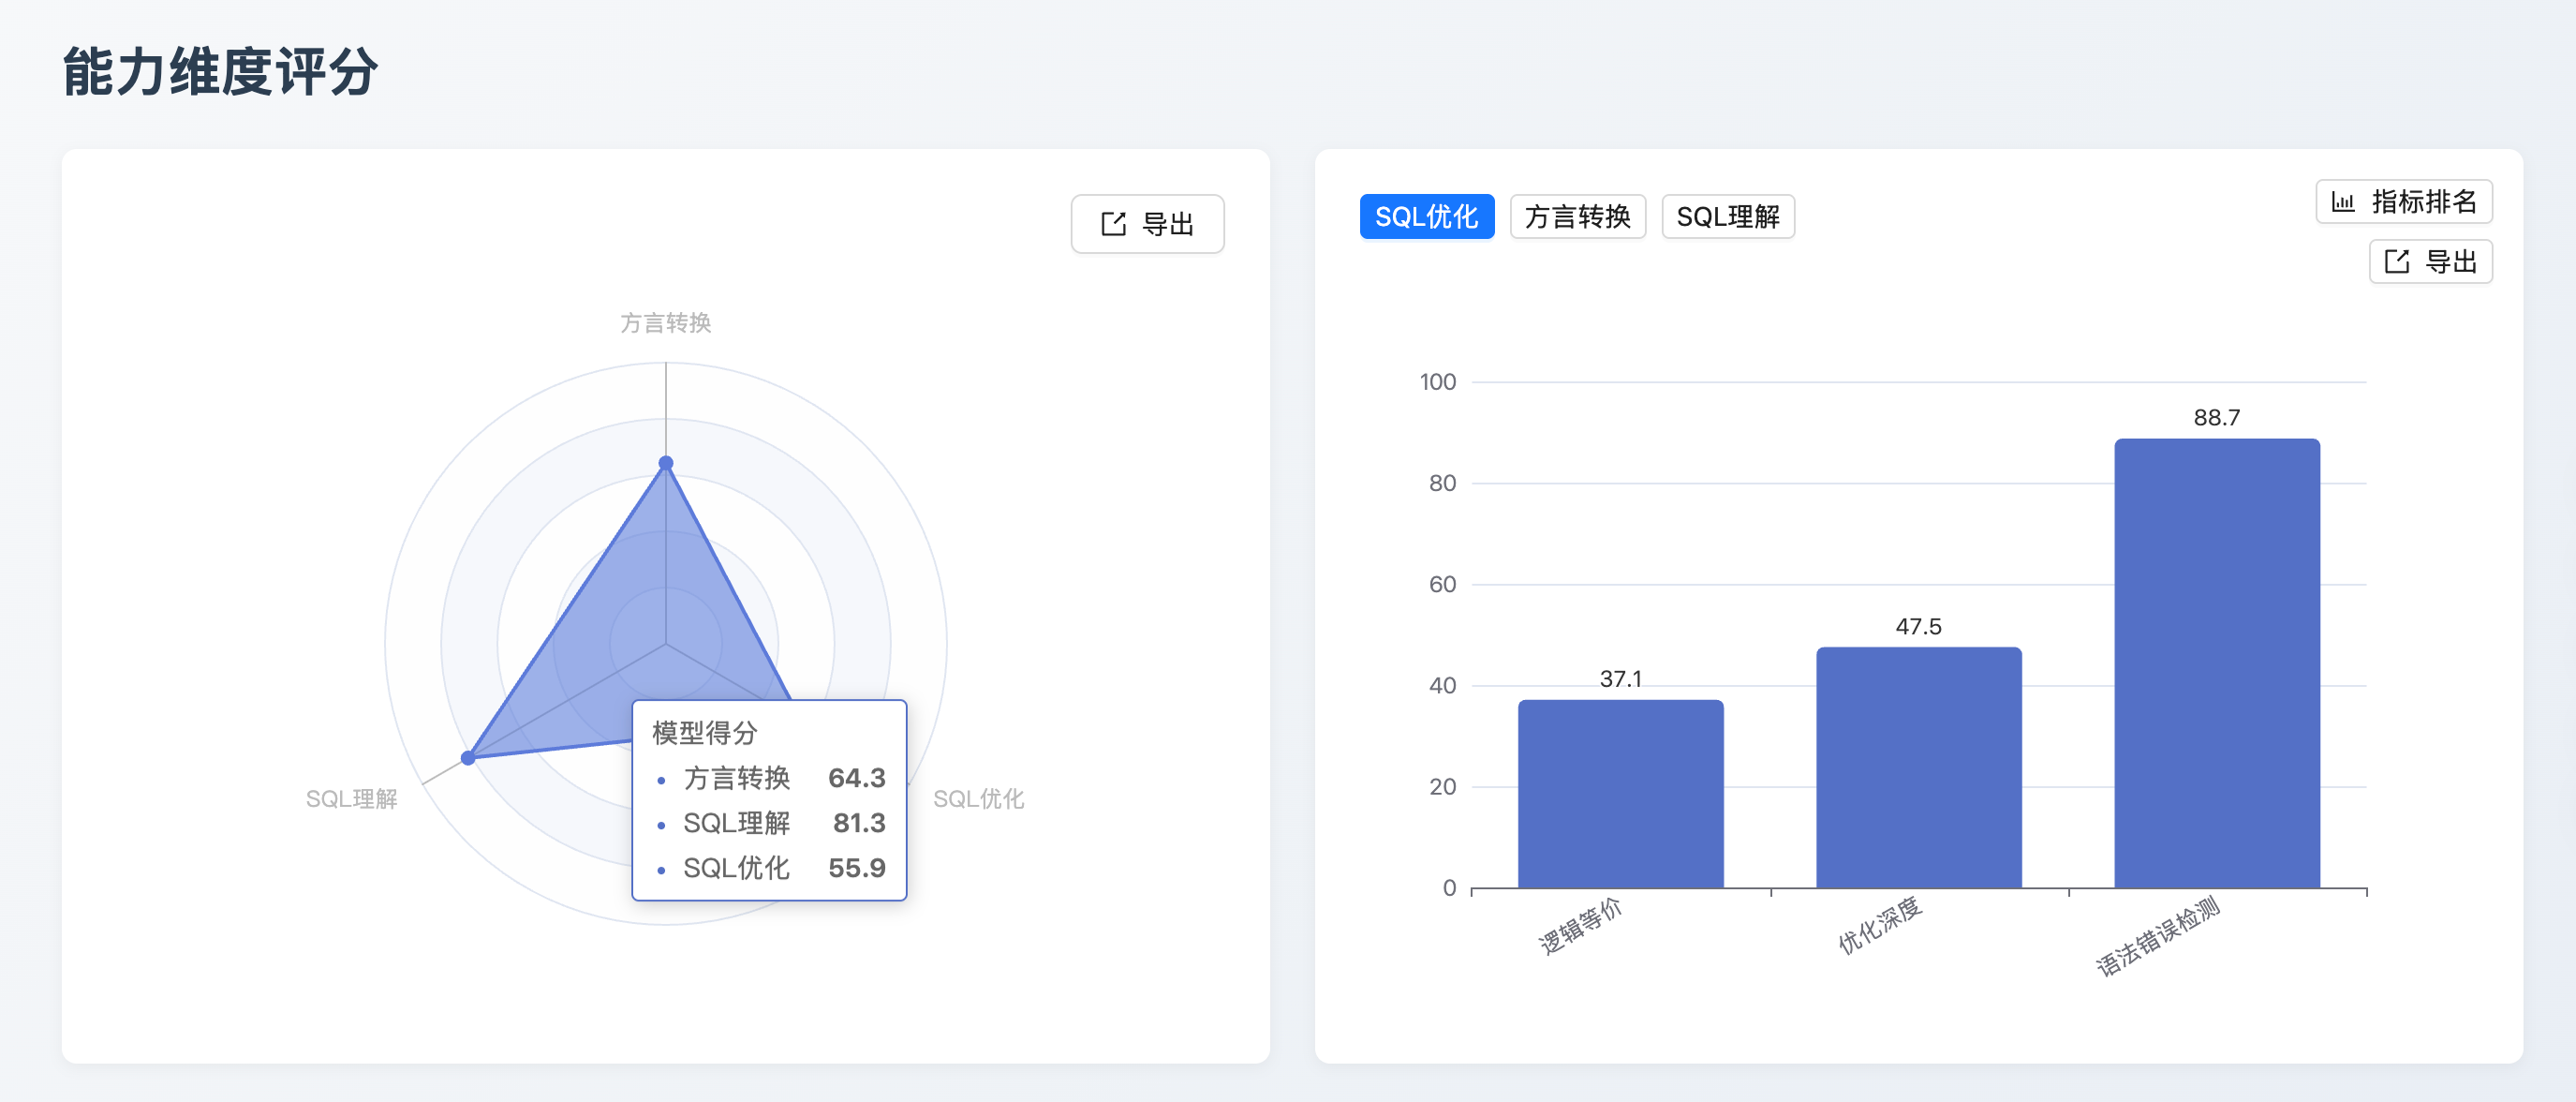 能力维度评分
导出
方言转换
SQL理解
SQL优化
模型得分
方言转换 64.3
SQL理解 81.3
SQL优化 55.9
SQL优化 方言转换 SQL理解
指标排名
导出
100
80
60
40
20
0
37.1
47.5
88.7
逻辑等价
优化深度
语法错误检测